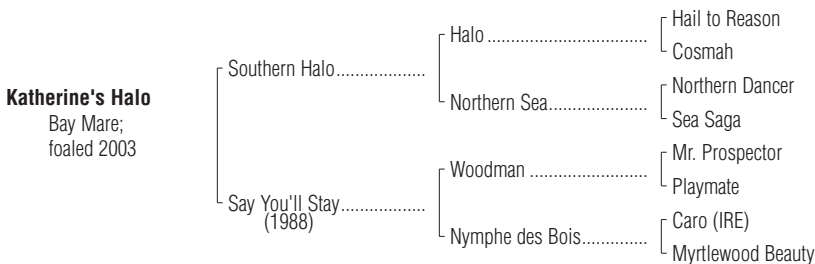 Katherine's Halo
Bay Mare;
foaled 2003
Southern Halo...................
Say You'll Stay..................
(1988)
Halo ..................................
Northern Sea.....................
Woodman .........................
Nymphe des Bois..............
Hail to Reason
Cosmah
Northern Dancer
Sea Saga
Mr. Prospector
Playmate
Caro (IRE)
Myrtlewood Beauty